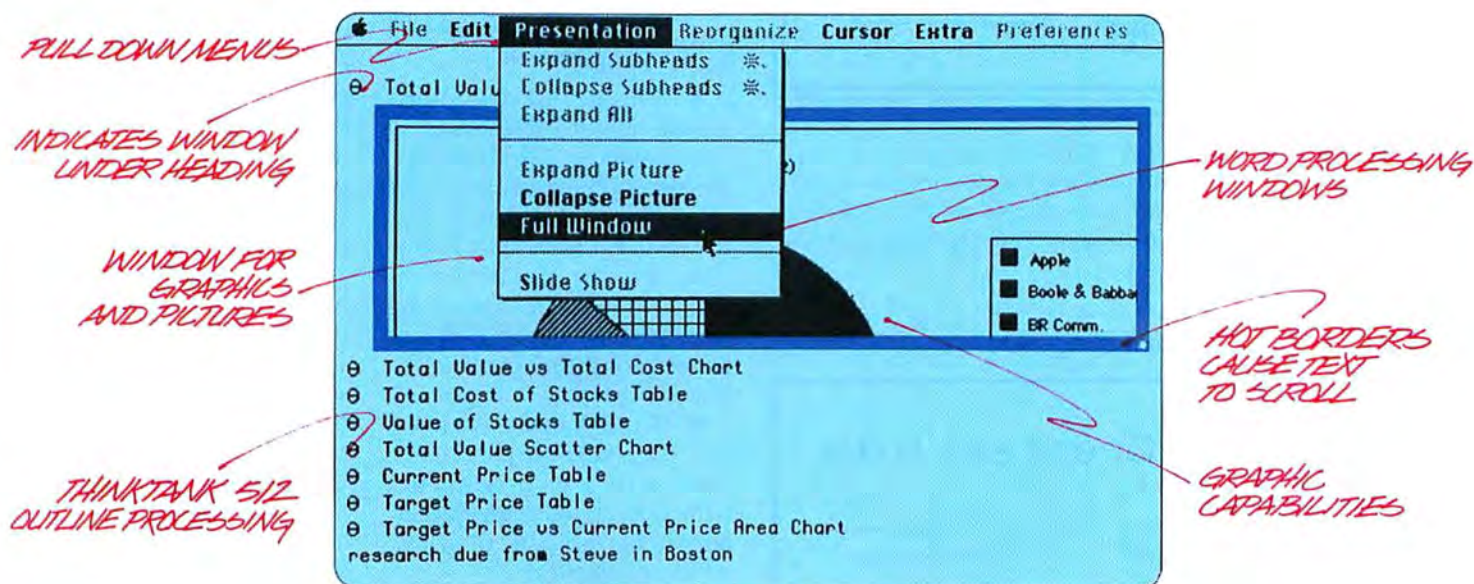 File Edit Presentation Reorganize Cursor Extra Preferences
PULL DOWN MENUS
INDICATES WINDOW
UNDER HEADING
WINDOW FOR
GRAPHICS
AND PICTURES
THINKTANK 512
OUTLINE PROCESSING
Expand Subheads
Collapse Subheads
Expand All
Expand Picture
Collapse Picture
Full Window
Slide Show
Total Valu
Apple
Boole & Babba
BR Comm.
Total Value vs Total Cost Chart
Total Cost of Stocks Table
Value of Stocks Table
Total Value Scatter Chart
Current Price Table
Target Price Table
Target Price vs Current Price Area Chart
research due from Steve in Boston
WORD PROCESSING
WINDOWS
HOT BORDERS
CAUSE TEXT
TO SCROLL
GRAPHIC
CAPABILITIES